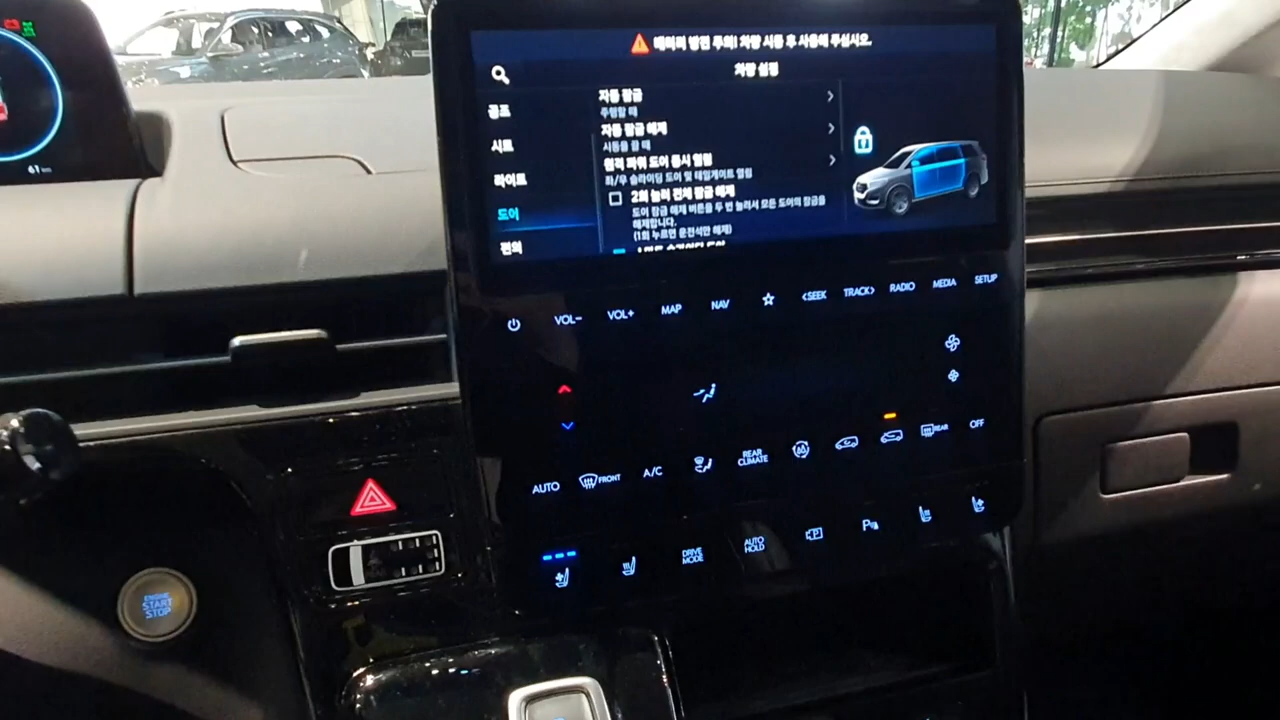 배터리 방전 주의! 차량 시동 후 사용해 주십시오.
차량 설정
공조
시트
라이트
도어
편의
자동 잠금
주행할 때
자동 잠금 해제
시동을 끌 때
원격 파워 도어 동시 열림
좌/우 슬라이딩 도어 및 테일게이트 열림
2회 눌러 전체 잠금 해제
도어 잠금 해제 버튼을 두 번 눌러서 모든 도어의 잠금을
해제합니다.
(1회 누르면 운전석만 해제)
61 km
VOL- VOL+ MAP NAV ☆ <SEEK TRACK> RADIO MEDIA SETUP
AUTO FRONT A/C REAR CLIMATE REAR OFF
DRIVE MODE AUTO HOLD P P
ENGINE
START
STOP